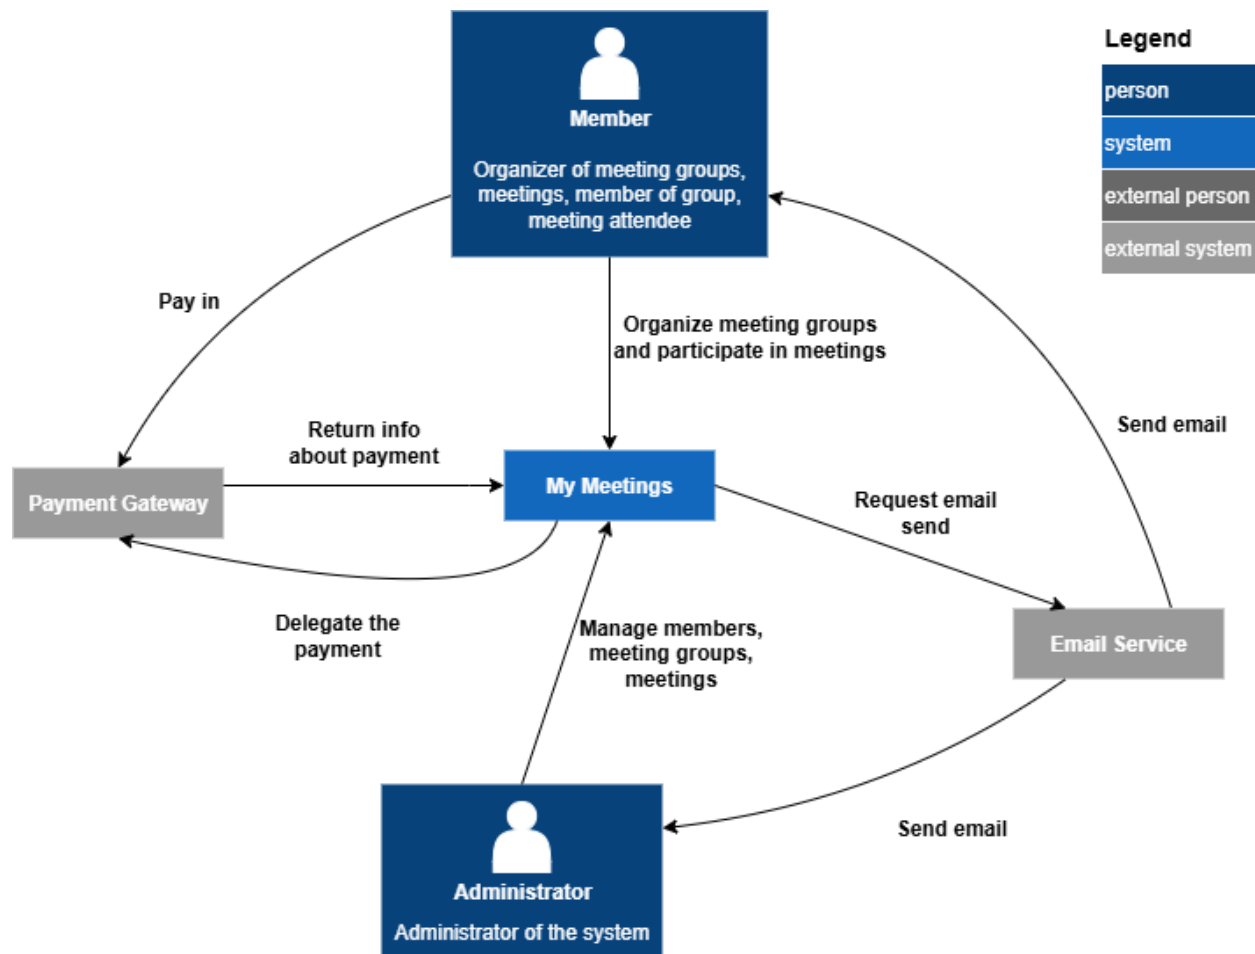 Legend
person
system
external person
external system
Member
Organizer of meeting groups,
meetings, member of group,
meeting attendee
Pay in
Organize meeting groups
and participate in meetings
Send email
Return info
about payment
Payment Gateway
My Meetings
Request email
send
Delegate the
payment
Manage members,
meeting groups,
meetings
Email Service
Send email
Administrator
Administrator of the system